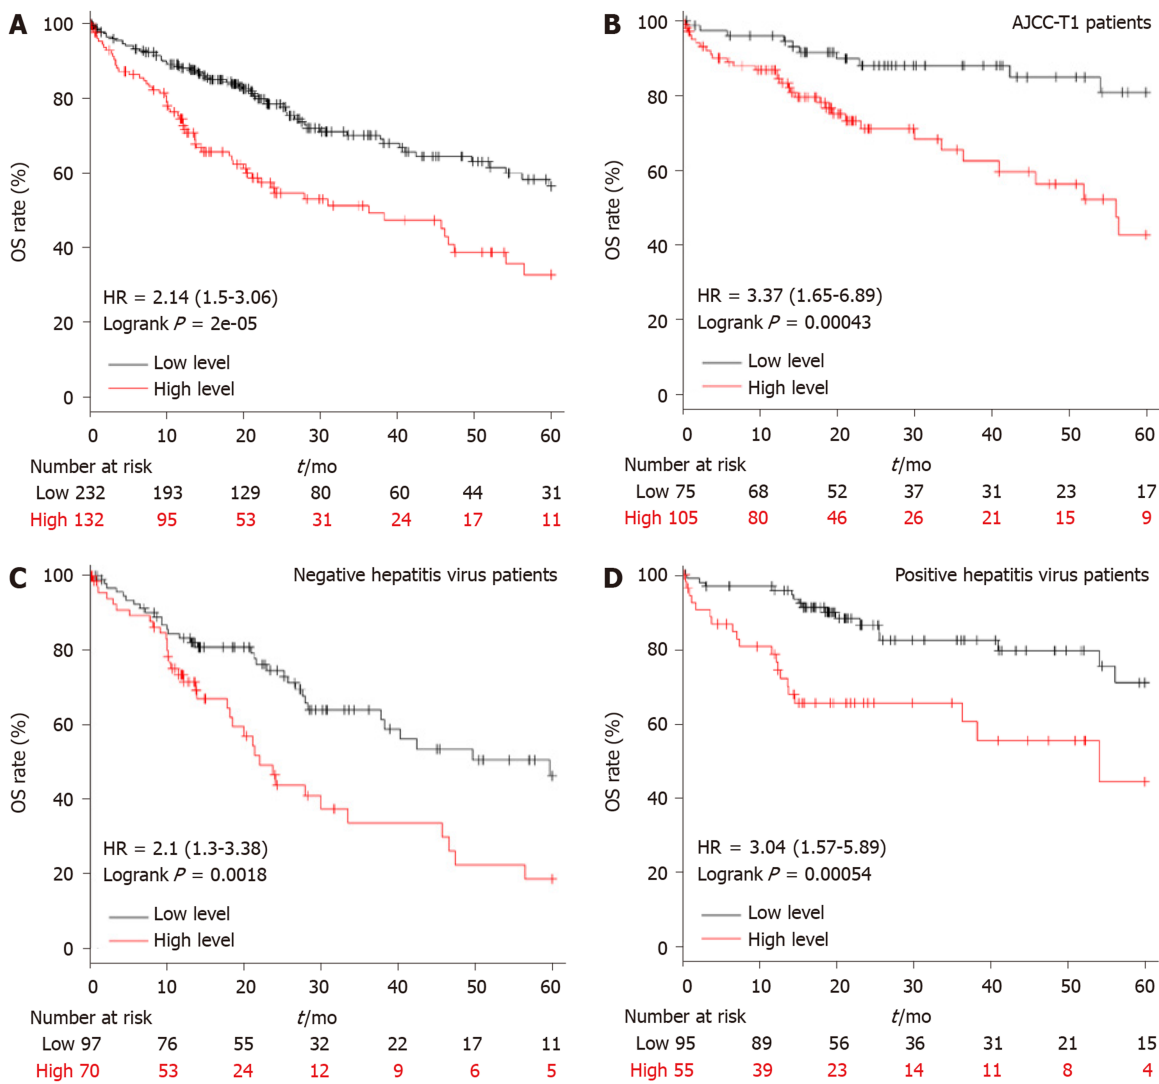 A
100
80
60
40
20
0
OS rate (%)
HR = 2.14 (1.5-3.06)
Logrank P = 2e-05
Low level
High level
0 10 20 30 40 50 60
Number at risk t/mo
Low 232 193 129 80 60 44 31
High 132 95 53 31 24 17 11
B
AJCC-T1 patients
100
80
60
40
20
0
OS rate (%)
HR = 3.37 (1.65-6.89)
Logrank P = 0.00043
Low level
High level
0 10 20 30 40 50 60
Number at risk t/mo
Low 75 68 52 37 31 23 17
High 105 80 46 26 21 15 9
C
Negative hepatitis virus patients
100
80
60
40
20
0
OS rate (%)
HR = 2.1 (1.3-3.38)
Logrank P = 0.0018
Low level
High level
0 10 20 30 40 50 60
Number at risk t/mo
Low 97 76 55 32 22 17 11
High 70 53 24 12 9 6 5
D
Positive hepatitis virus patients
100
80
60
40
20
0
OS rate (%)
HR = 3.04 (1.57-5.89)
Logrank P = 0.00054
Low level
High level
0 10 20 30 40 50 60
Number at risk t/mo
Low 95 89 56 36 31 21 15
High 55 39 23 14 11 8 4